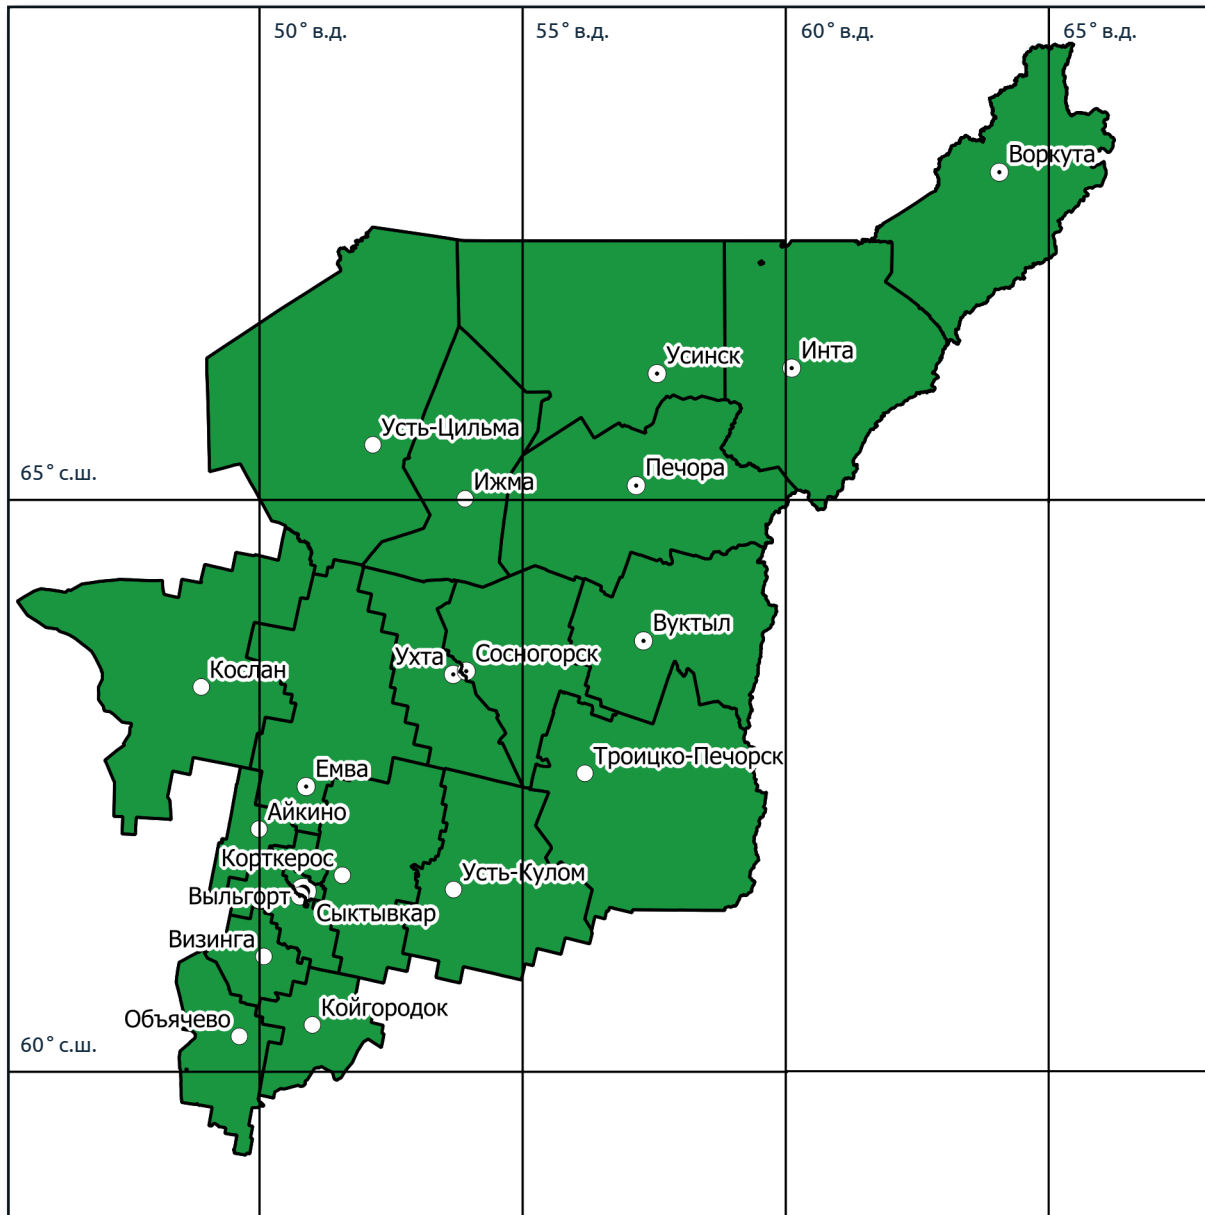 50° в.д.
55° в.д.
60° в.д.
65° в.д.
Воркута
Инта
Усинск
Усть-Цильма
Печора
65° с.ш.
Ижма
Вуктыл
Сосногорск
Ухта
Кослан
Троицко-Печорск
Емва
Айкино
Корткерос
Усть-Кулом
Выльгорт
Сыктывкар
Визинга
Койгородок
Объячево
60° с.ш.